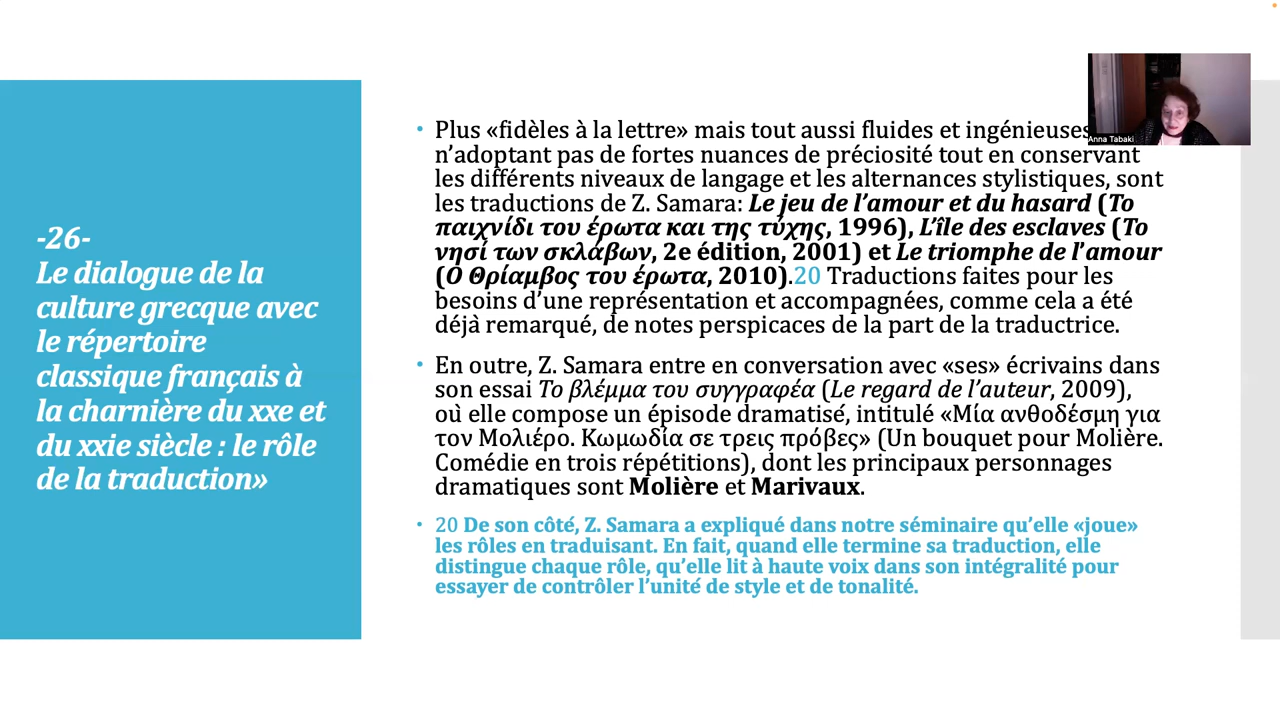 -26-
Le dialogue de la
culture grecque avec
le répertoire
classique français à
la charnière du xxe et
du xxie siècle : le rôle
de la traduction»
Anna Tabaki
• Plus «fidèles à la lettre» mais tout aussi fluides et ingénieuses
n’adoptant pas de fortes nuances de préciosité tout en conservant
les différents niveaux de langage et les alternances stylistiques, sont
les traductions de Z. Samara: Le jeu de l’amour et du hasard (Το
παιχνίδι του έρωτα και της τύχης, 1996), L’île des esclaves (Το
νησί των σκλάβων, 2e édition, 2001) et Le triomphe de l’amour
(Ο Θρίαμβος του έρωτα, 2010).20 Traductions faites pour les
besoins d’une représentation et accompagnées, comme cela a été
déjà remarqué, de notes perspicaces de la part de la traductrice.
• En outre, Z. Samara entre en conversation avec «ses» écrivains dans
son essai Το βλέμμα του συγγραφέα (Le regard de l’auteur, 2009),
où elle compose un épisode dramatisé, intitulé «Μία ανθοδέσμη για
τον Μολιέρο. Κωμωδία σε τρεις πρόβες» (Un bouquet pour Molière.
Comédie en trois répétitions), dont les principaux personnages
dramatiques sont Molière et Marivaux.
• 20 De son côté, Z. Samara a expliqué dans notre séminaire qu’elle «joue»
les rôles en traduisant. En fait, quand elle termine sa traduction, elle
distingue chaque rôle, qu’elle lit à haute voix dans son intégralité pour
essayer de contrôler l’unité de style et de tonalité.